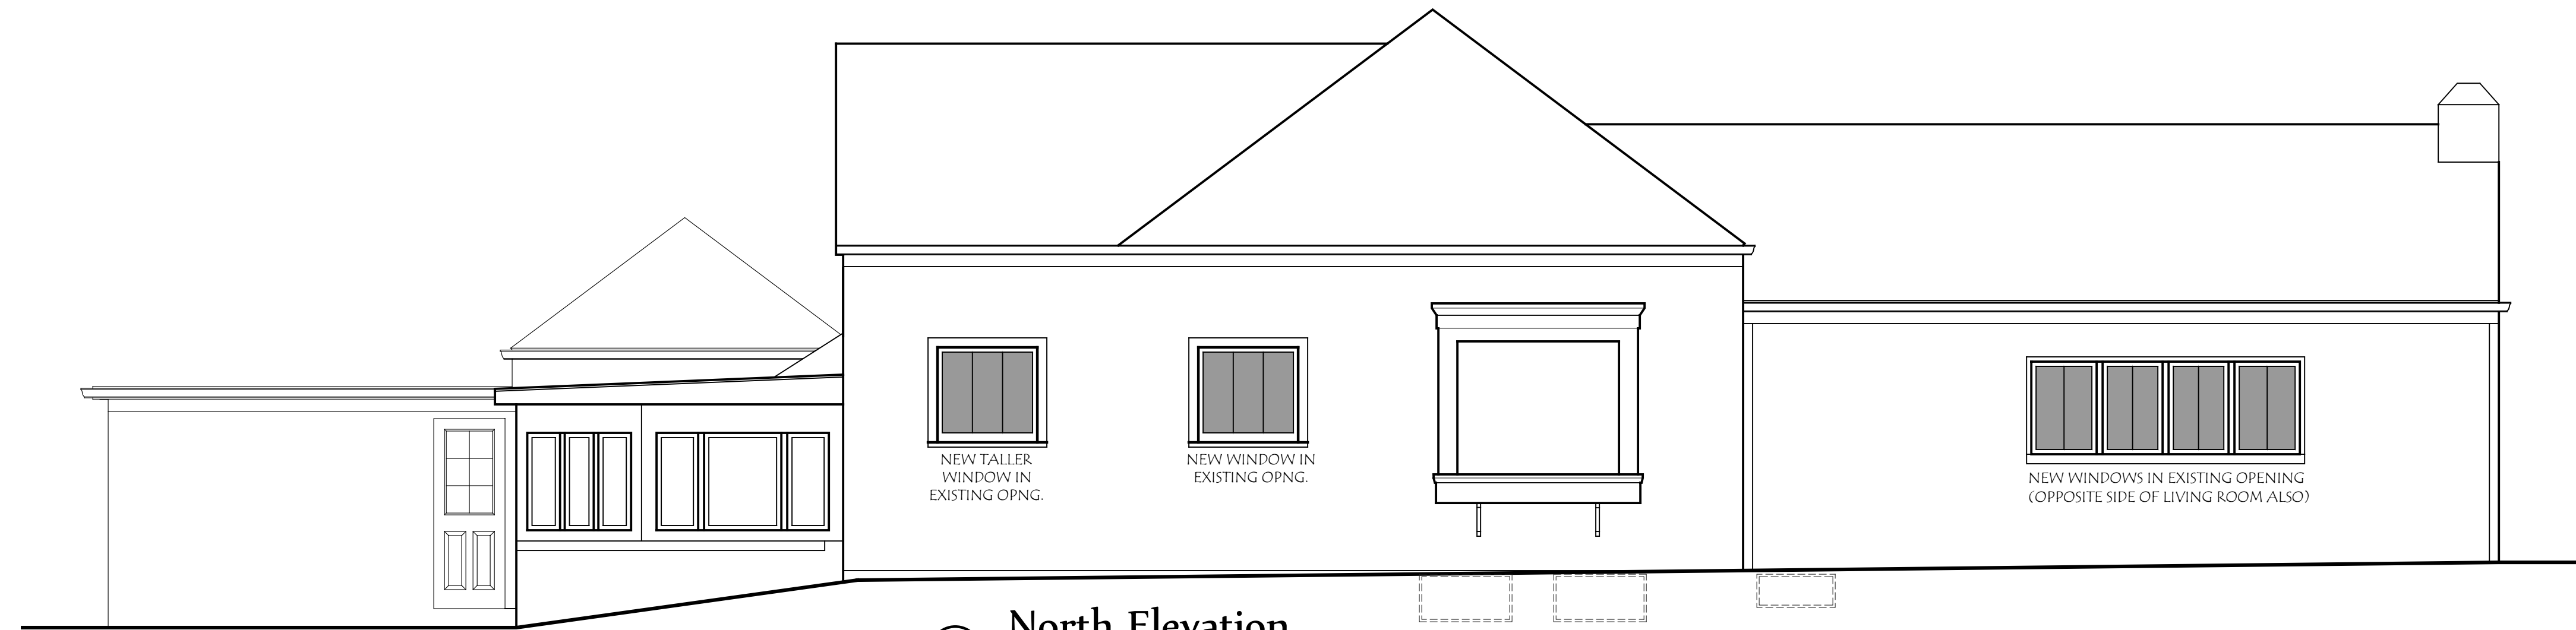 NEW TALLER
WINDOW IN
EXISTING OPNG.
NEW WINDOW IN
EXISTING OPNG.
NEW WINDOWS IN EXISTING OPENING
(OPPOSITE SIDE OF LIVING ROOM ALSO)
North Elevation